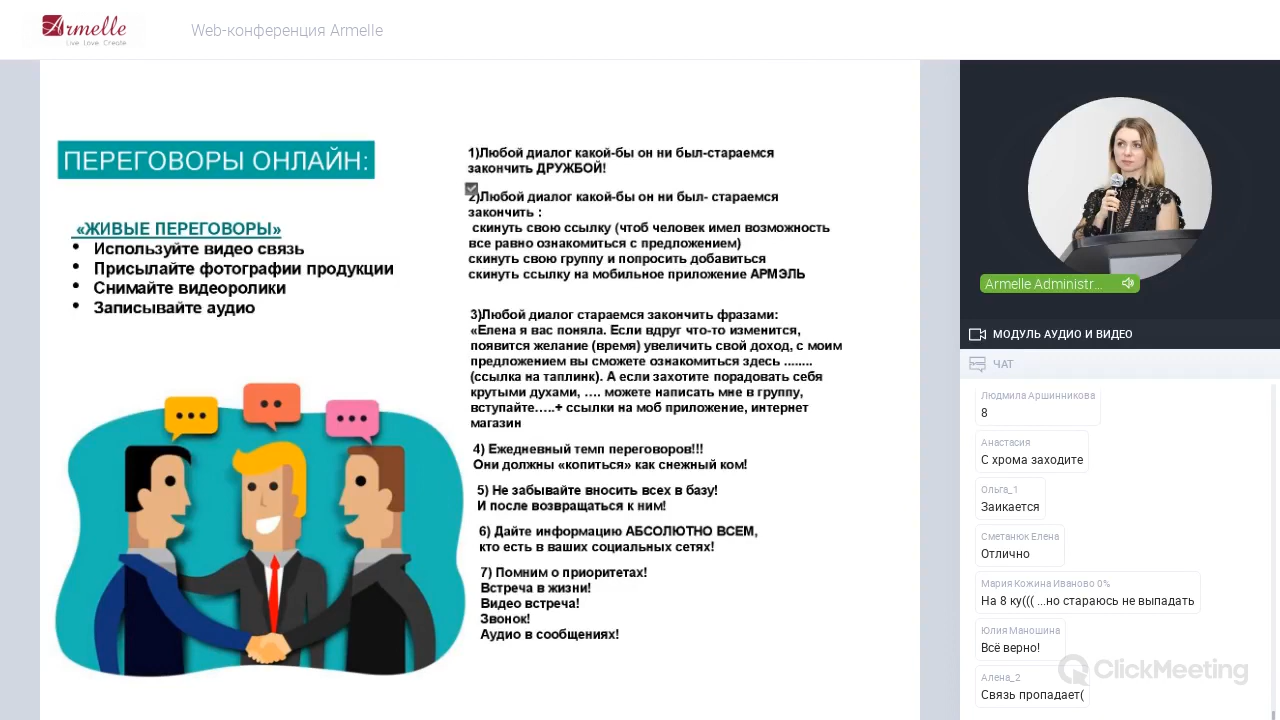 Armelle
Live Love Create
Web-конференция Armelle
ПЕРЕГОВОРЫ ОНЛАЙН:
«ЖИВЫЕ ПЕРЕГОВОРЫ»
• Используйте видео связь
• Присылайте фотографии продукции
• Снимайте видеоролики
• Записывайте аудио
1)Любой диалог какой-бы он ни был-стараемся
закончить ДРУЖБОЙ!
2)Любой диалог какой-бы он ни был- стараемся
закончить :
скинуть свою ссылку (чтоб человек имел возможность
все равно ознакомиться с предложением)
скинуть свою группу и попросить добавиться
скинуть ссылку на мобильное приложение АРМЭЛЬ
3)Любой диалог стараемся закончить фразами:
«Елена я вас поняла. Если вдруг что-то изменится,
появится желание (время) увеличить свой доход, с моим
предложением вы сможете ознакомиться здесь ........
(ссылка на таплинк). А если захотите порадовать себя
крутыми духами, .... можете написать мне в группу,
вступайте.....+ ссылки на моб приложение, интернет
магазин
4) Ежедневный темп переговоров!!!
Они должны «копиться» как снежный ком!
5) Не забывайте вносить всех в базу!
И после возвращаться к ним!
6) Дайте информацию АБСОЛЮТНО ВСЕМ,
кто есть в ваших социальных сетях!
7) Помним о приоритетах!
Встреча в жизни!
Видео встреча!
Звонок!
Аудио в сообщениях!
Armelle Administr...
МОДУЛЬ АУДИО И ВИДЕО
ЧАТ
Людмила Аршинникова
8
Анастасия
С хрома заходите
Ольга_1
Заикается
Сметанюк Елена
Отлично
Мария Кожина Иваново 0%
На 8 ку((( ...но стараюсь не выпадать
Юлия Маношина
Всё верно!
Алена_2
Связь пропадает(
ClickMeeting